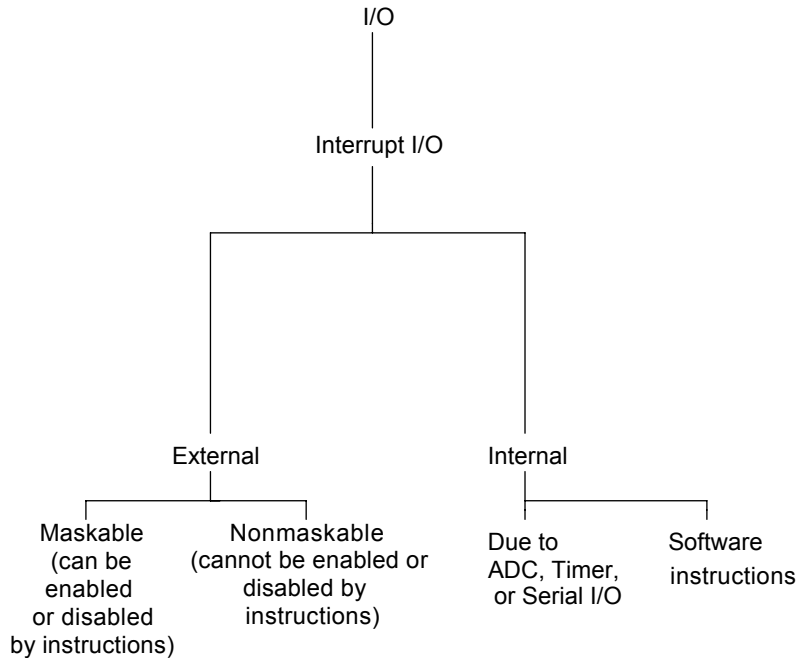 I/O
Interrupt I/O
External
Internal
Maskable
(can be
enabled
or disabled
by instructions)
Nonmaskable
(cannot be enabled or
disabled by
instructions)
Due to
ADC, Timer,
or Serial I/O
Software
instructions